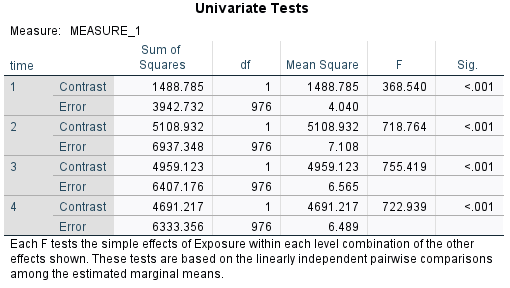 Univariate Tests
Measure: MEASURE_1
time Sum of Squares df Mean Square F Sig.
1 Contrast 1488.785 1 1488.785 368.540 <.001
Error 3942.732 976 4.040
2 Contrast 5108.932 1 5108.932 718.764 <.001
Error 6937.348 976 7.108
3 Contrast 4959.123 1 4959.123 755.419 <.001
Error 6407.176 976 6.565
4 Contrast 4691.217 1 4691.217 722.939 <.001
Error 6333.356 976 6.489
Each F tests the simple effects of Exposure within each level combination of the other
effects shown. These tests are based on the linearly independent pairwise comparisons
among the estimated marginal means.